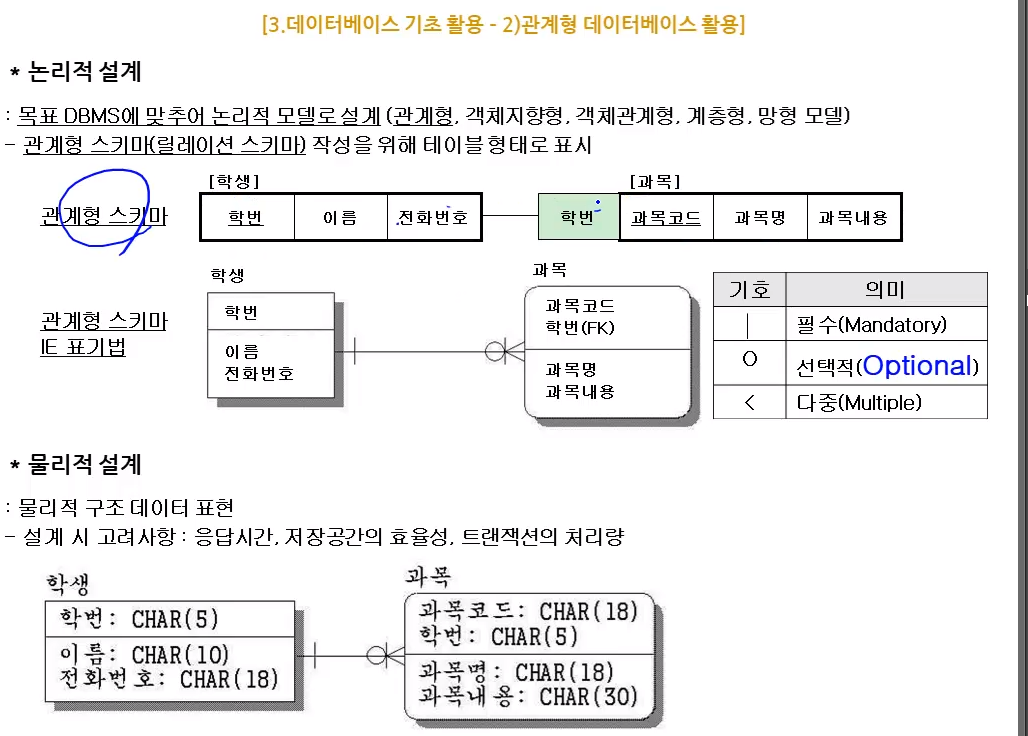 [3.데이터베이스 기초 활용 - 2)관계형 데이터베이스 활용]
* 논리적 설계
: 목표 DBMS에 맞추어 논리적 모델로 설계 (관계형, 객체지향형, 객체관계형, 계층형, 망형 모델)
- 관계형 스키마(릴레이션 스키마) 작성을 위해 테이블 형태로 표시
[학생] [과목]
관계형 스키마 학번 이름 전화번호 학번 과목코드 과목명 과목내용
학생 과목
관계형 스키마
IE 표기법
학번
이름
전화번호
과목코드
학번(FK)
과목명
과목내용
기호 의미
| 필수(Mandatory)
O 선택적(Optional)
< 다중(Multiple)
* 물리적 설계
: 물리적 구조 데이터 표현
- 설계 시 고려사항 : 응답시간, 저장공간의 효율성, 트랜잭션의 처리량
학생
학번: CHAR(5)
이름: CHAR(10)
전화번호: CHAR(18)
과목
과목코드: CHAR(18)
학번: CHAR(5)
과목명: CHAR(18)
과목내용: CHAR(30)